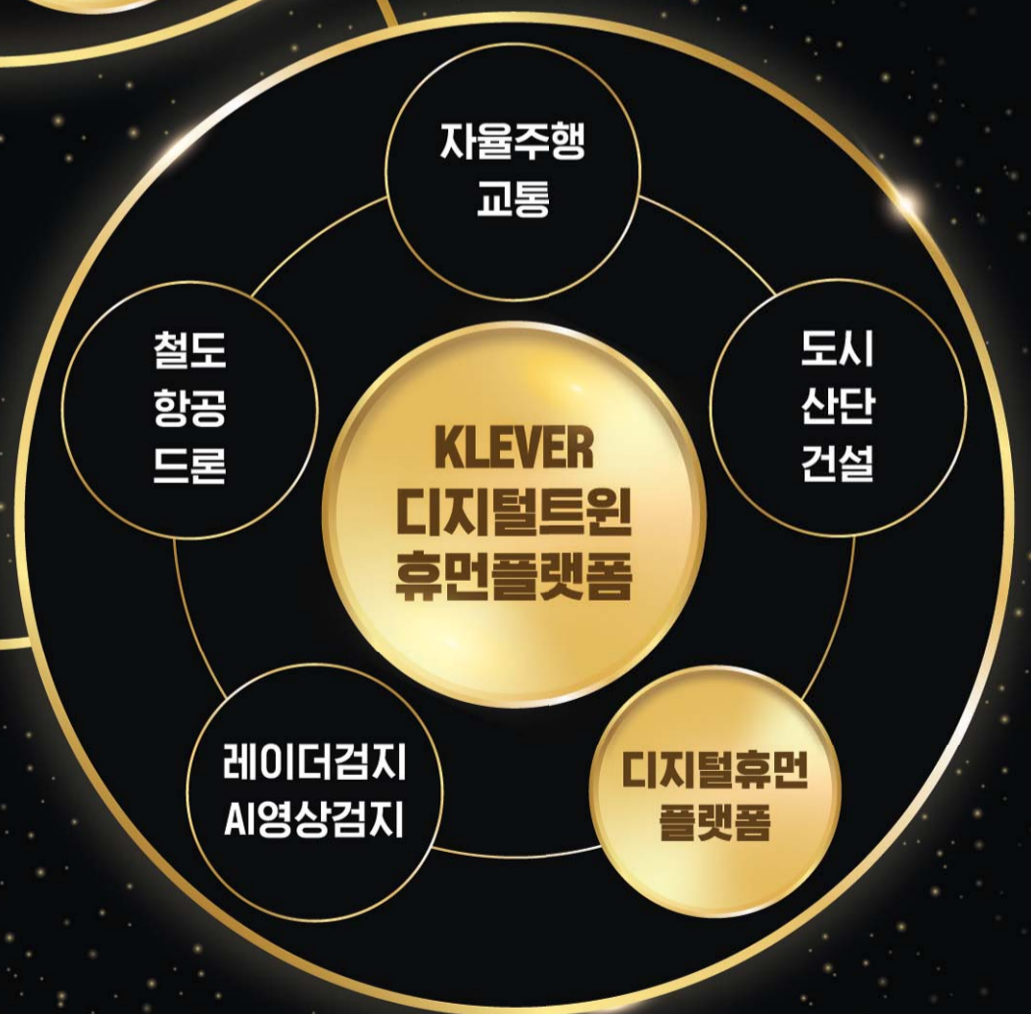 자율주행
교통
철도
항공
드론
도시
산단
건설
KLEVER
디지털트윈
휴먼플랫폼
레이더검지
AI영상검지
디지털휴먼
플랫폼